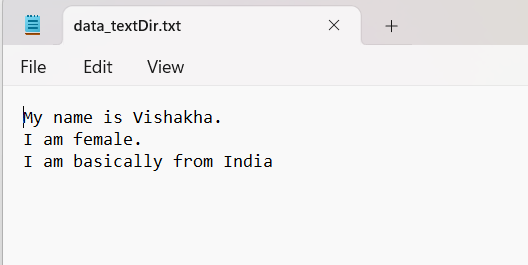 data_textDir.txt
File Edit View
My name is Vishakha.
I am female.
I am basically from India